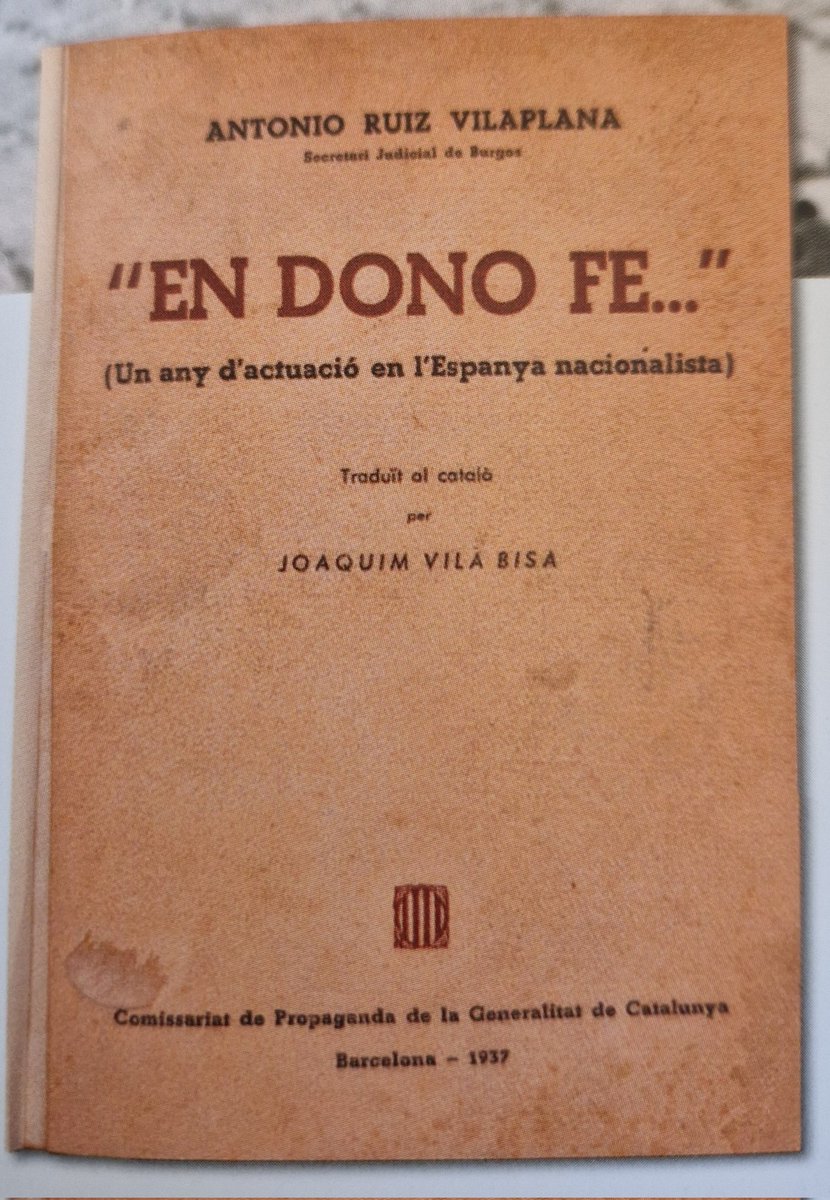 ANTONIO RUIZ VILAPLANA
Secretari Judicial de Burgos
"EN DONO FE..."
(Un any d'actuació en l'Espanya nacionalista)
Traduït al català
per
JOAQUIM VILÀ BISA
Comissariat de Propaganda de la Generalitat de Catalunya
Barcelona - 1937